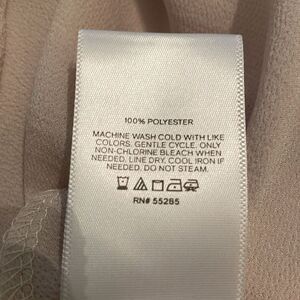 100% POLYESTER
MACHINE WASH COLD WITH LIKE
COLORS. GENTLE CYCLE. ONLY
NON-CHLORINE BLEACH WHEN
NEEDED. LINE DRY. COOL IRON IF
NEEDED. DO NOT STEAM.
RN# 55285